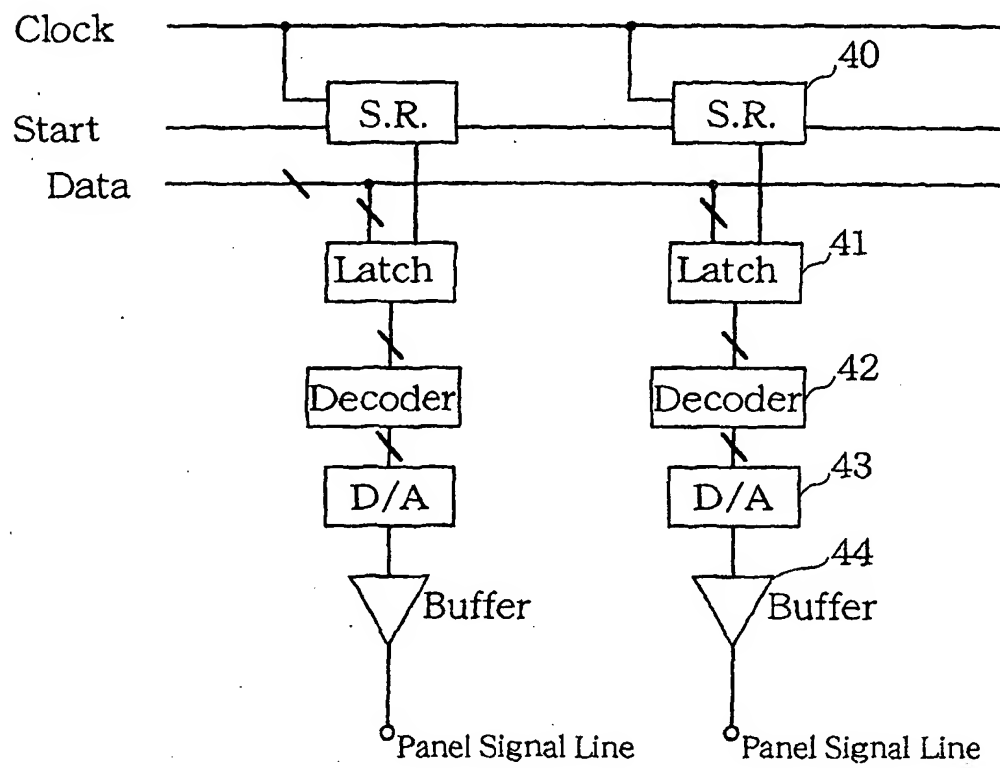 Clock
40
S.R.
S.R.
Start
Data
41
Latch
Latch
42
Decoder
Decoder
43
D/A
D/A
44
Buffer
Buffer
Panel Signal Line
Panel Signal Line